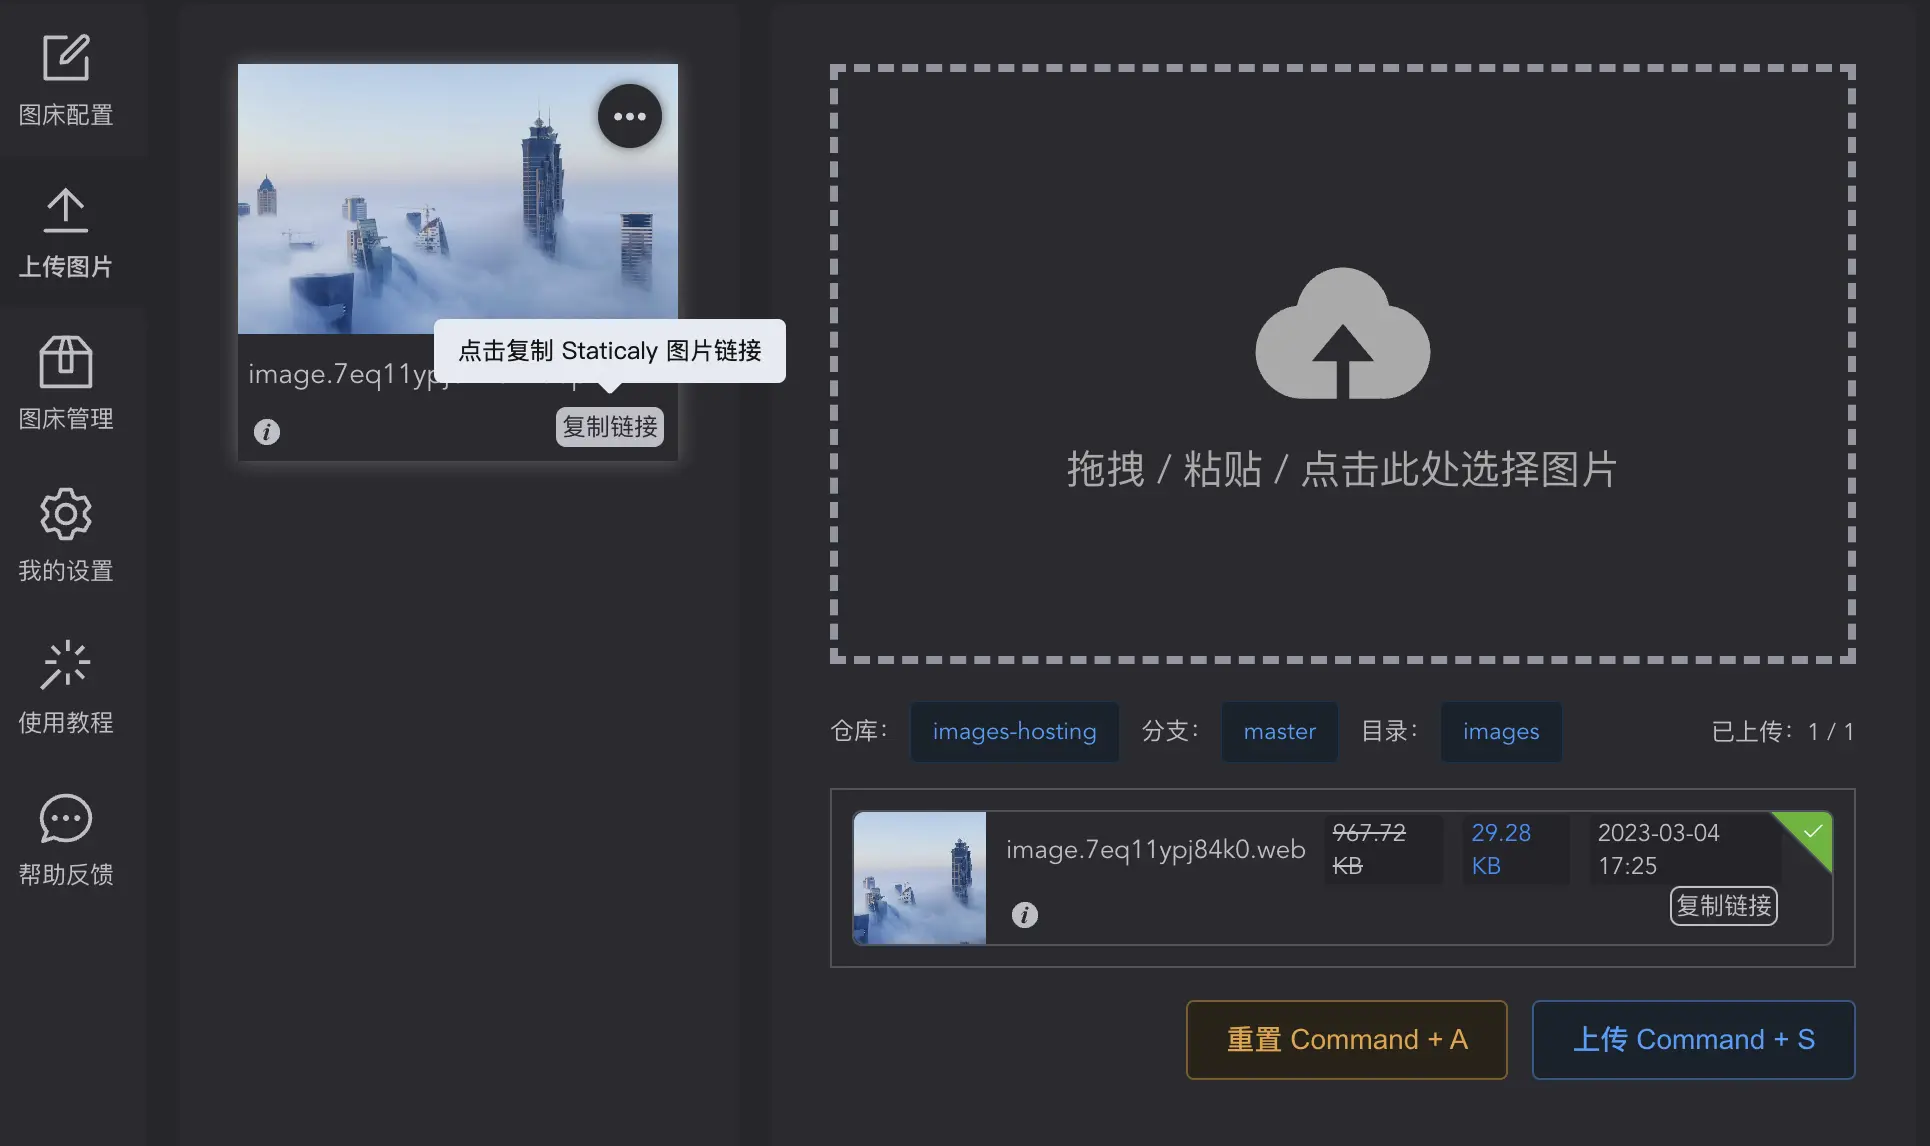 图床配置
上传图片
图床管理
我的设置
使用教程
帮助反馈
点击复制 Staticaly 图片链接
复制链接
拖拽 / 粘贴 / 点击此处选择图片
仓库： images-hosting 分支： master 目录： images 已上传：1 / 1
image.7eq11ypj84k0.web
967.72 KB
29.28 KB
2023-03-04
17:25
复制链接
重置 Command + A
上传 Command + S